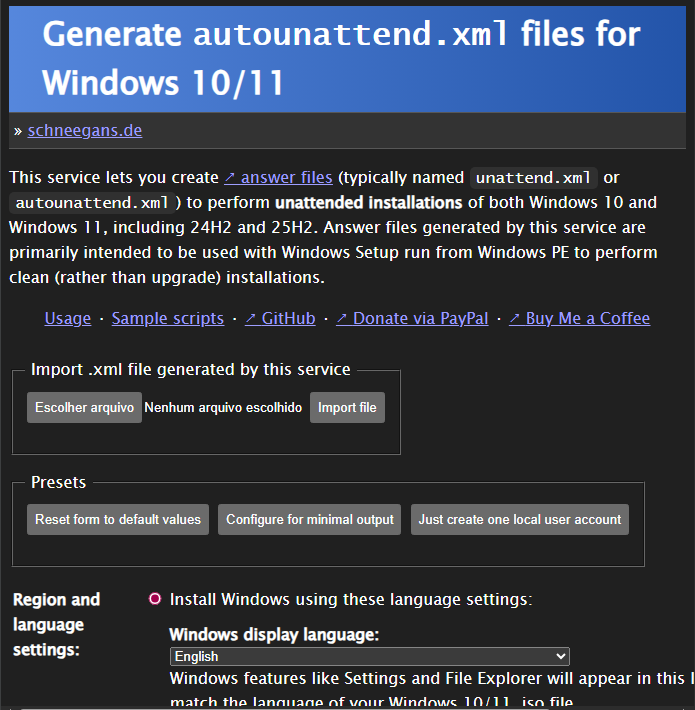 Generate autounattend.xml files for
Windows 10/11
» schneegans.de
This service lets you create ↗ answer files (typically named unattend.xml or
autounattend.xml) to perform unattended installations of both Windows 10 and
Windows 11, including 24H2 and 25H2. Answer files generated by this service are
primarily intended to be used with Windows Setup run from Windows PE to perform
clean (rather than upgrade) installations.
Usage · Sample scripts · ↗ GitHub · ↗ Donate via PayPal · ↗ Buy Me a Coffee
Import .xml file generated by this service
Escolher arquivo Nenhum arquivo escolhido Import file
Presets
Reset form to default values Configure for minimal output Just create one local user account
Region and
language
settings:
Install Windows using these language settings:
Windows display language:
English
Windows features like Settings and File Explorer will appear in this
match the language of your Windows 10/11 .iso file